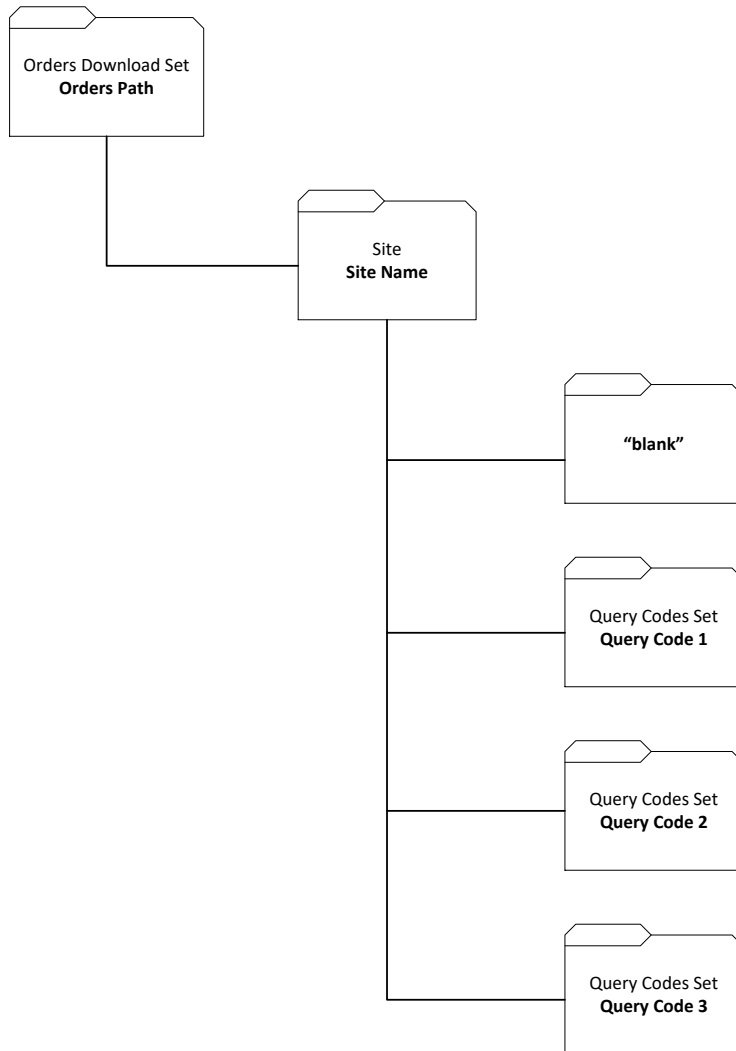 Orders Download Set
Orders Path
Site
Site Name
“blank”
Query Codes Set
Query Code 1
Query Codes Set
Query Code 2
Query Codes Set
Query Code 3